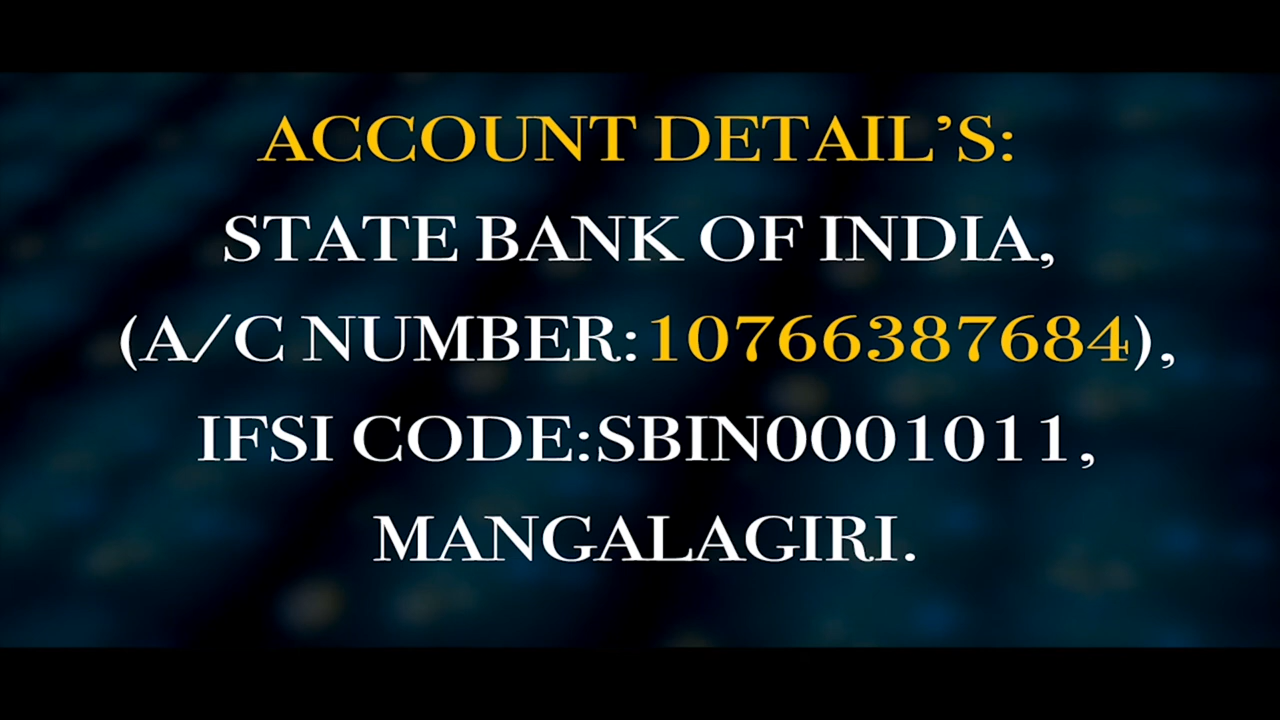 ACCOUNT DETAIL’S:
STATE BANK OF INDIA,
(A/C NUMBER:10766387684),
IFSI CODE:SBIN0001011,
MANGALAGIRI.